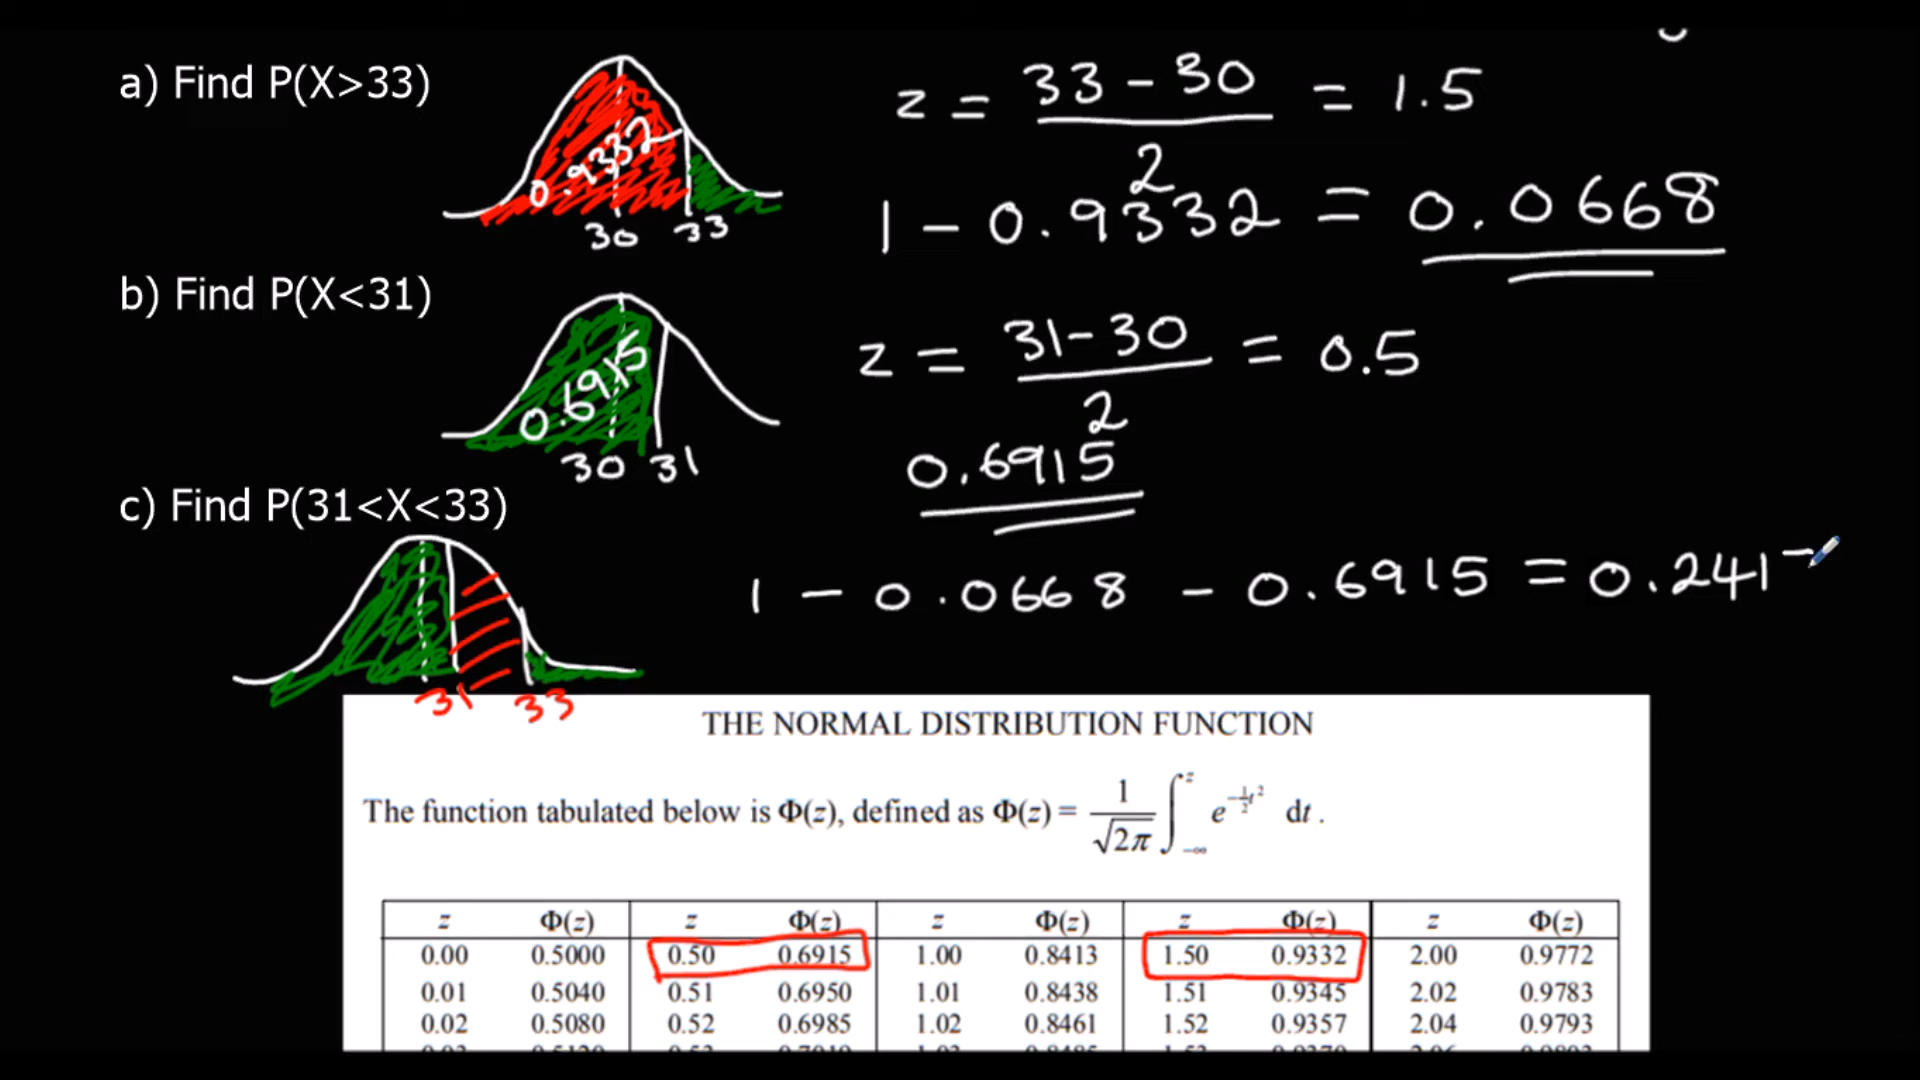 a) Find P(X>33)
0.9332
30 33
z = 33 - 30 / 2 = 1.5
1 - 0.9332 = 0.0668
b) Find P(X<31)
0.6915
30 31
z = 31 - 30 / 2 = 0.5
0.6915
c) Find P(31<X<33)
31 33
1 - 0.0668 - 0.6915 = 0.241
THE NORMAL DISTRIBUTION FUNCTION
The function tabulated below is Φ(z), defined as Φ(z) = 1/√2π ∫_{-∞}^{z} e^{-½t²} dt .
z Φ(z) z Φ(z) z Φ(z) z Φ(z) z Φ(z)
0.00 0.5000 0.50 0.6915 1.00 0.8413 1.50 0.9332 2.00 0.9772
0.01 0.5040 0.51 0.6950 1.01 0.8438 1.51 0.9345 2.02 0.9783
0.02 0.5080 0.52 0.6985 1.02 0.8461 1.52 0.9357 2.04 0.9793